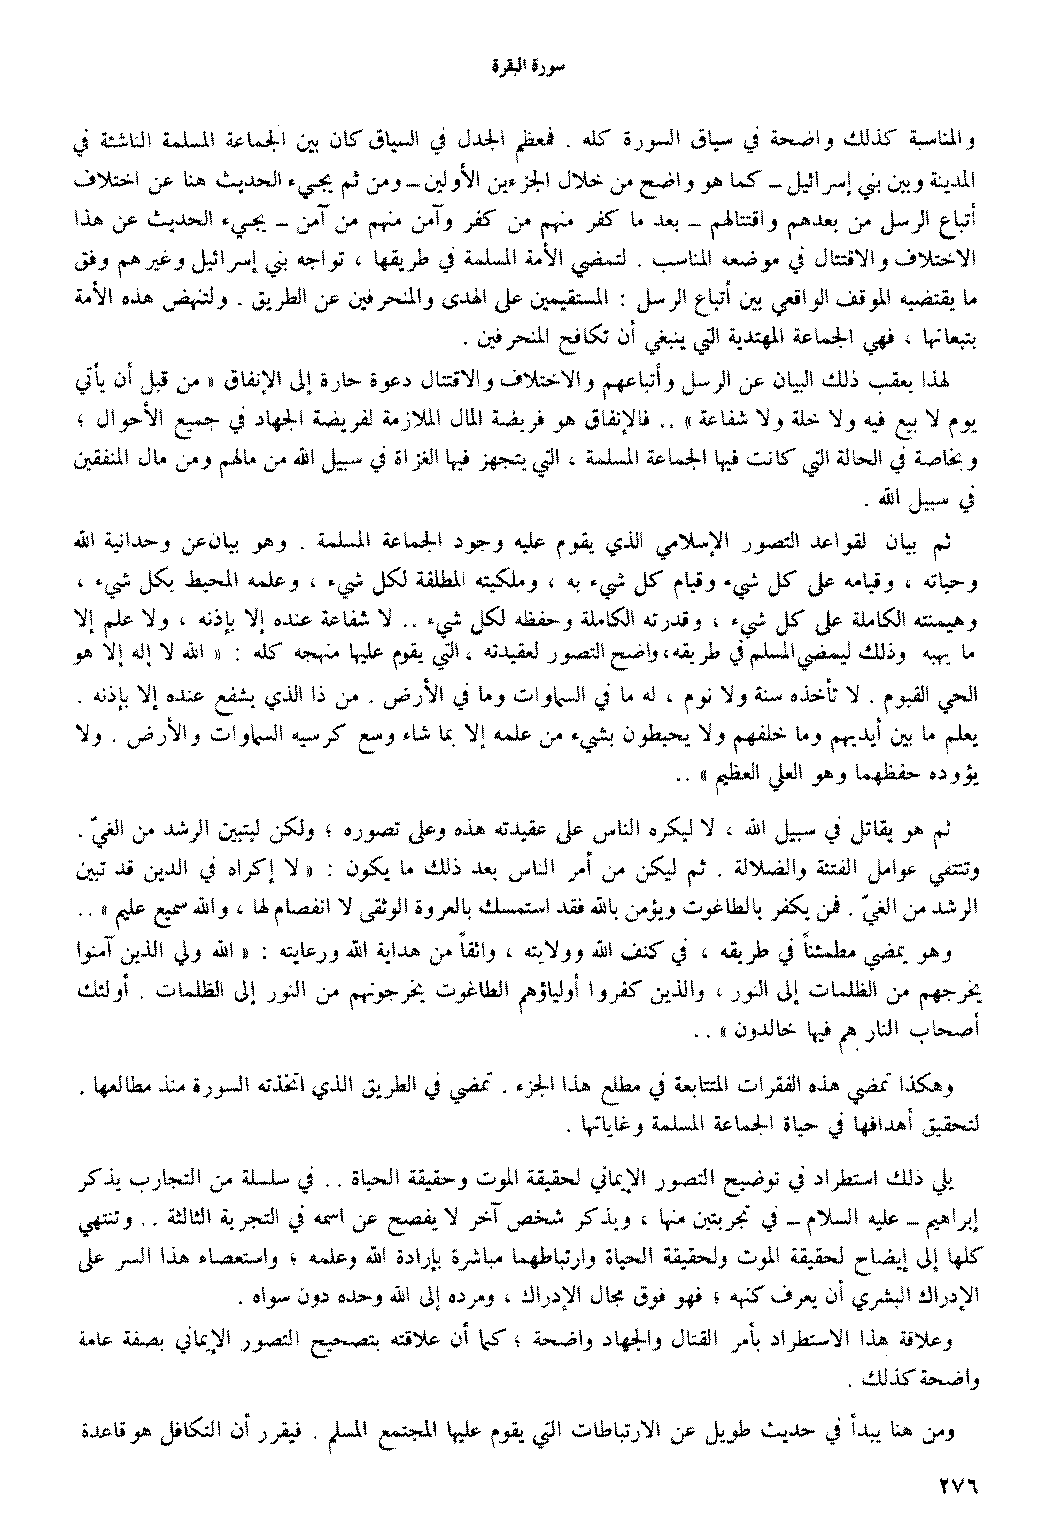 سورة البقرة
والمناسبة كذلك واضحة في سياق السورة كله . فمعظم الجدل في السياق كان بين الجماعة المسلمة الناشئة في
المدينة وبين بني إسرائيل – كما هو واضح من خلال الجزءين الأولين – ومن ثم يجيء الحديث هنا عن اختلاف
أتباع الرسل من بعدهم واقتتالهم – بعد ما كفر منهم من كفر وآمن منهم من آمن – يجيء الحديث عن هذا
الاختلاف والاقتتال في موضعه المناسب . لتمضي الأمة المسلمة في طريقها ، تواجه بني إسرائيل وغيرهم وفق
ما يقتضيه الموقف الواقعي بين أتباع الرسل : المستقيمين على الهدى والمنحرفين عن الطريق . ولتنهض هذه الأمة
بتبعاتها ، فهي الجماعة المهتدية التي ينبغي أن تكافح المنحرفين .
لهذا يعقب ذلك البيان عن الرسل وأتباعهم والاختلاف والاقتتال دعوة حارة إلى الإنفاق « من قبل أن يأتي
يوم لا بيع فيه ولا خلة ولا شفاعة » .. فالإنفاق هو فريضة المال الملازمة لفريضة الجهاد في جميع الأحوال ؛
وبخاصة في الحالة التي كانت فيها الجماعة المسلمة ، التي يتجهز فيها الغزاة في سبيل الله من مالهم ومن مال المنفقين
في سبيل الله .
ثم بيان لقواعد التصور الإسلامي الذي يقوم عليه وجود الجماعة المسلمة . وهو بيان عن وحدانية الله
وحياته ، وقيامه على كل شيء وقيام كل شيء به ، وملكيته المطلقة لكل شيء ، وعلمه المحيط بكل شيء ،
وهيمنته الكاملة على كل شيء ، وقدرته الكاملة وحفظه لكل شيء .. لا شفاعة عنده إلا بإذنه ، ولا علم إلا
ما يهبه وذلك ليمضي المسلم في طريقه ، واضح التصور لعقيدته ، التي يقوم عليها منهجه كله : « الله لا إله إلا هو
الحي القيوم . لا تأخذه سنة ولا نوم ، له ما في السماوات وما في الأرض . من ذا الذي يشفع عنده إلا بإذنه .
يعلم ما بين أيديهم وما خلفهم ولا يحيطون بشيء من علمه إلا بما شاء وسع كرسيه السماوات والأرض . ولا
يؤوده حفظهما وهو العلي العظيم » ..
ثم هو يقاتل في سبيل الله ، لا ليكره الناس على عقيدته هذه وعلى تصوره ؛ ولكن ليتبين الرشد من الغيّ .
وتنتفي عوامل الفتنة والضلالة . ثم ليكن من أمر الناس بعد ذلك ما يكون : « لا إكراه في الدين قد تبين
الرشد من الغيّ . فمن يكفر بالطاغوت ويؤمن بالله فقد استمسك بالعروة الوثقى لا انفصام لها ، والله سميع عليم » ..
وهو يمضي مطمئناً في طريقه ، في كنف الله وولايته ، واثقاً من هداية الله ورعايته : « الله ولي الذين آمنوا
يخرجهم من الظلمات إلى النور ، والذين كفروا أولياؤهم الطاغوت يخرجونهم من النور إلى الظلمات . أولئك
أصحاب النار هم فيها خالدون » ..
وهكذا تمضي هذه الفقرات المتتابعة في مطلع هذا الجزء . تمضي في الطريق الذي اتخذته السورة منذ مطالعها .
لتحقيق أهدافها في حياة الجماعة المسلمة وغاياتها .
يلي ذلك استطراد في توضيح التصور الإيماني لحقيقة الموت وحقيقة الحياة .. في سلسلة من التجارب يذكر
إبراهيم – عليه السلام – في تجربتين منها ، ويذكر شخص آخر لا يفصح عن اسمه في التجربة الثالثة .. وتنتهي
كلها إلى إيضاح لحقيقة الموت ولحقيقة الحياة وارتباطهما مباشرة بإرادة الله وعلمه ؛ واستعصاء هذا السر على
الإدراك البشري أن يعرف كنهه ؛ فهو فوق مجال الإدراك ، ومرده إلى الله وحده دون سواه .
وعلاقة هذا الاستطراد بأمر القتال والجهاد واضحة ؛ كما أن علاقته بتصحيح التصور الإيماني بصفة عامة
واضحة كذلك .
ومن هنا يبدأ في حديث طويل عن الارتباطات التي يقوم عليها المجتمع المسلم . فيقرر أن التكافل هو قاعدة
٢٧٦